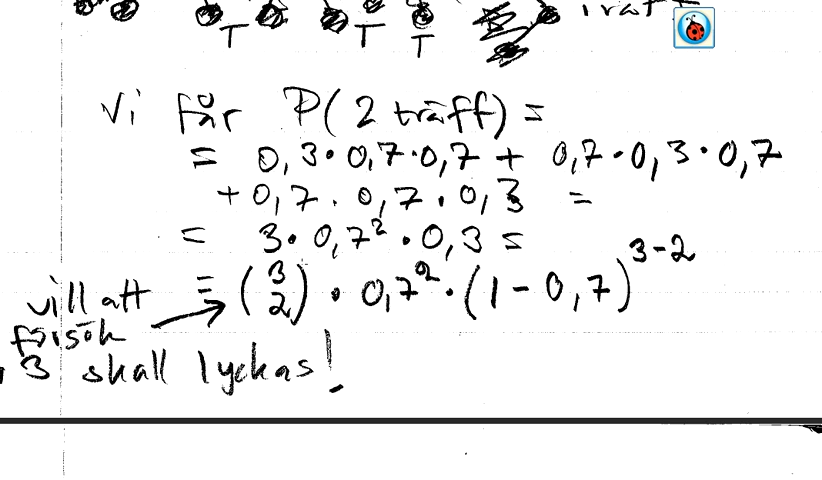 T T T
Vi får P(2 träff) =
= 0,3·0,7·0,7 + 0,7·0,3·0,7
+0,7·0,7·0,3 =
= 3·0,7²·0,3 =
= (3 2)·0,7²·(1-0,7)³⁻²
vill att
försök
3 skall lyckas!